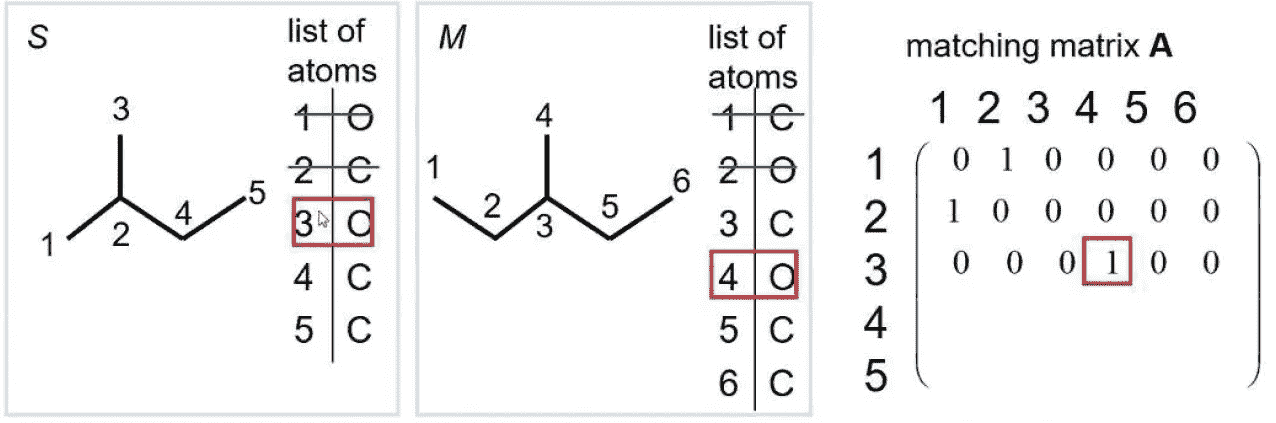 S
list of
atoms
1 O
2 C
3 O
4 C
5 C
3
5
4
1
2
M
list of
atoms
1 C
2 O
3 C
4 O
5 C
6 C
4
1
6
2
5
3
matching matrix A
1 2 3 4 5 6
1 0 1 0 0 0 0
2 1 0 0 0 0 0
3 0 0 0 1 0 0
4
5